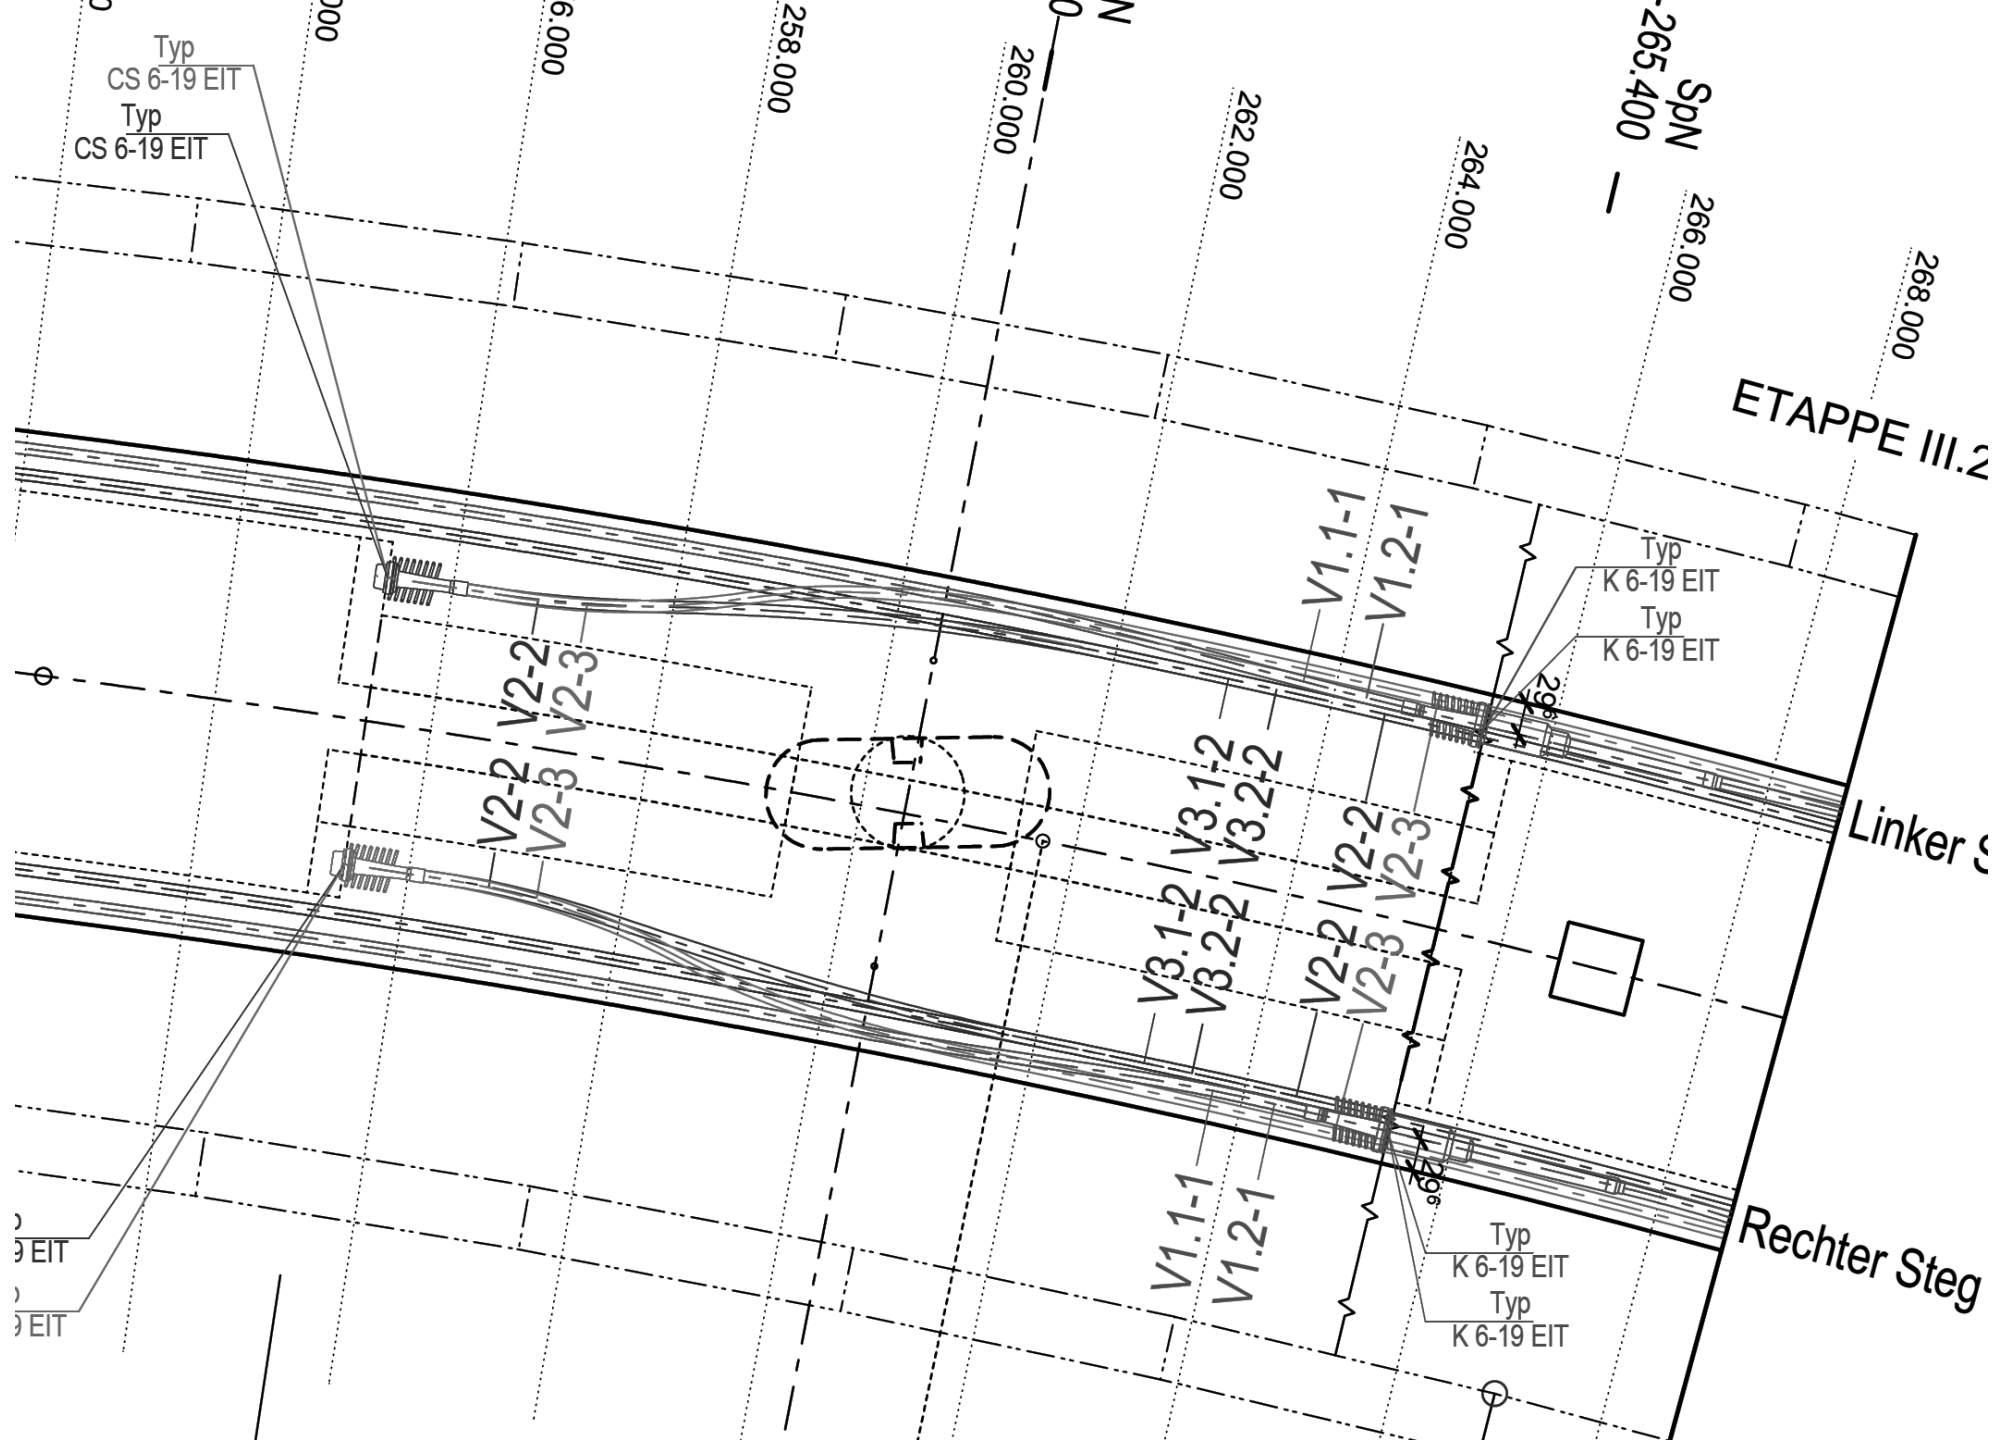 000
6.000
258.000
0
N
260.000
262.000
264.000
-265.400
SpN
266.000
268.000
Typ
CS 6-19 EIT
Typ
CS 6-19 EIT
ETAPPE III.2
V1.1-1
V1.2-1
Typ
K 6-19 EIT
Typ
K 6-19 EIT
29⁶
V2-2
V2-3
V2-2
V2-3
V3.1-2
V3.2-2
V2-2
V2-3
Linker S
V3.1-2
V3.2-2
V2-2
V2-3
29⁶
V1.1-1
V1.2-1
Rechter Steg
Typ
K 6-19 EIT
Typ
K 6-19 EIT
9 EIT
9 EIT